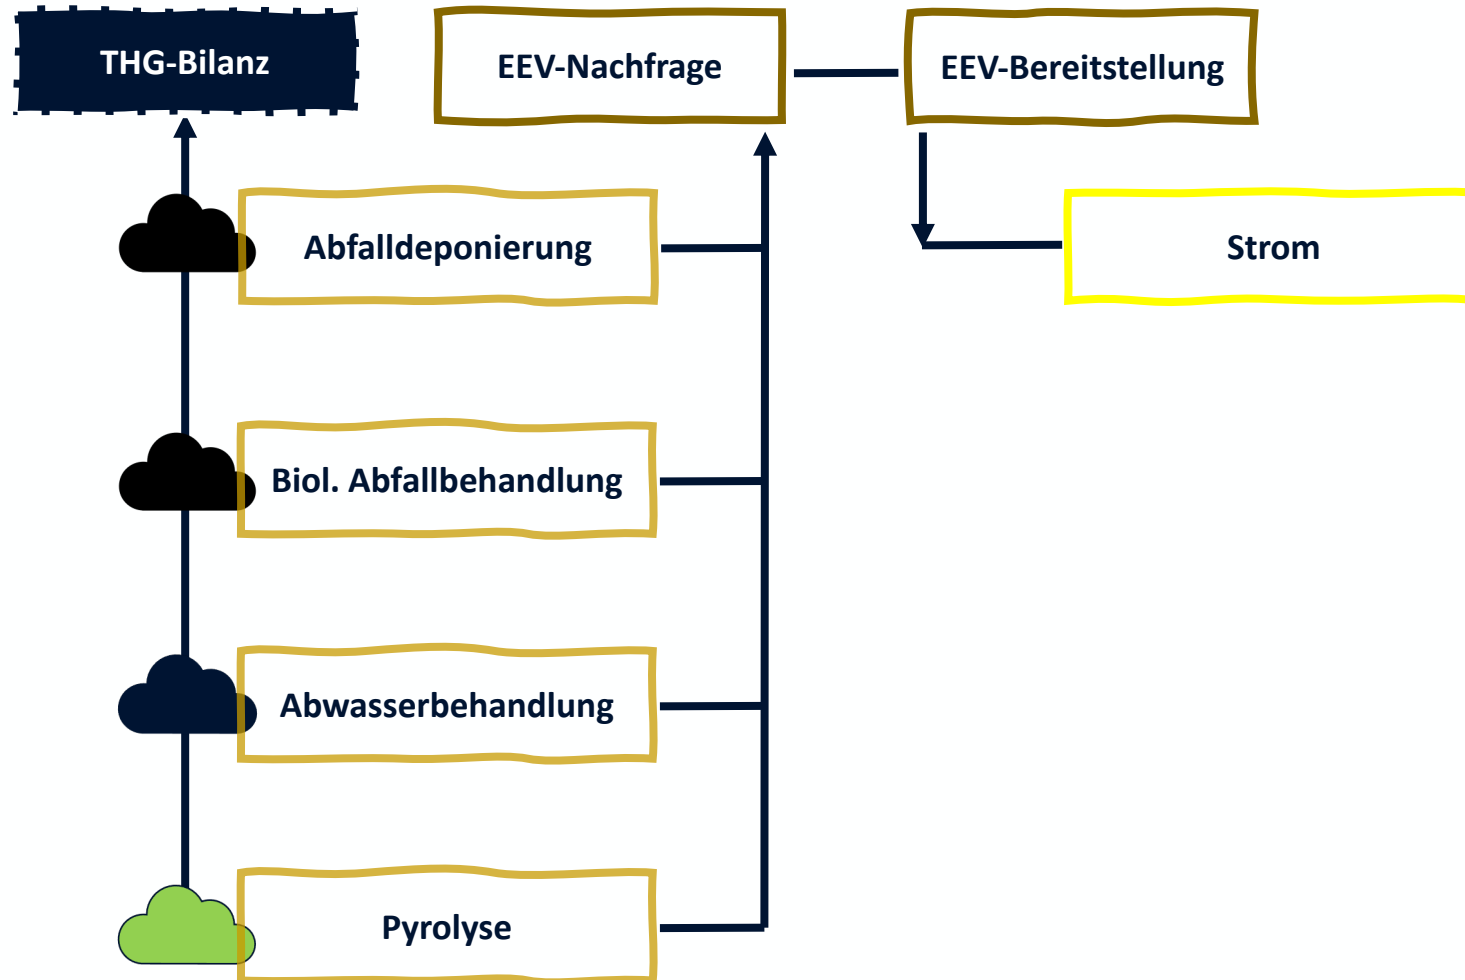 THG-Bilanz
EEV-Nachfrage
EEV-Bereitstellung
Abfalldeponierung
Strom
Biol. Abfallbehandlung
Abwasserbehandlung
Pyrolyse